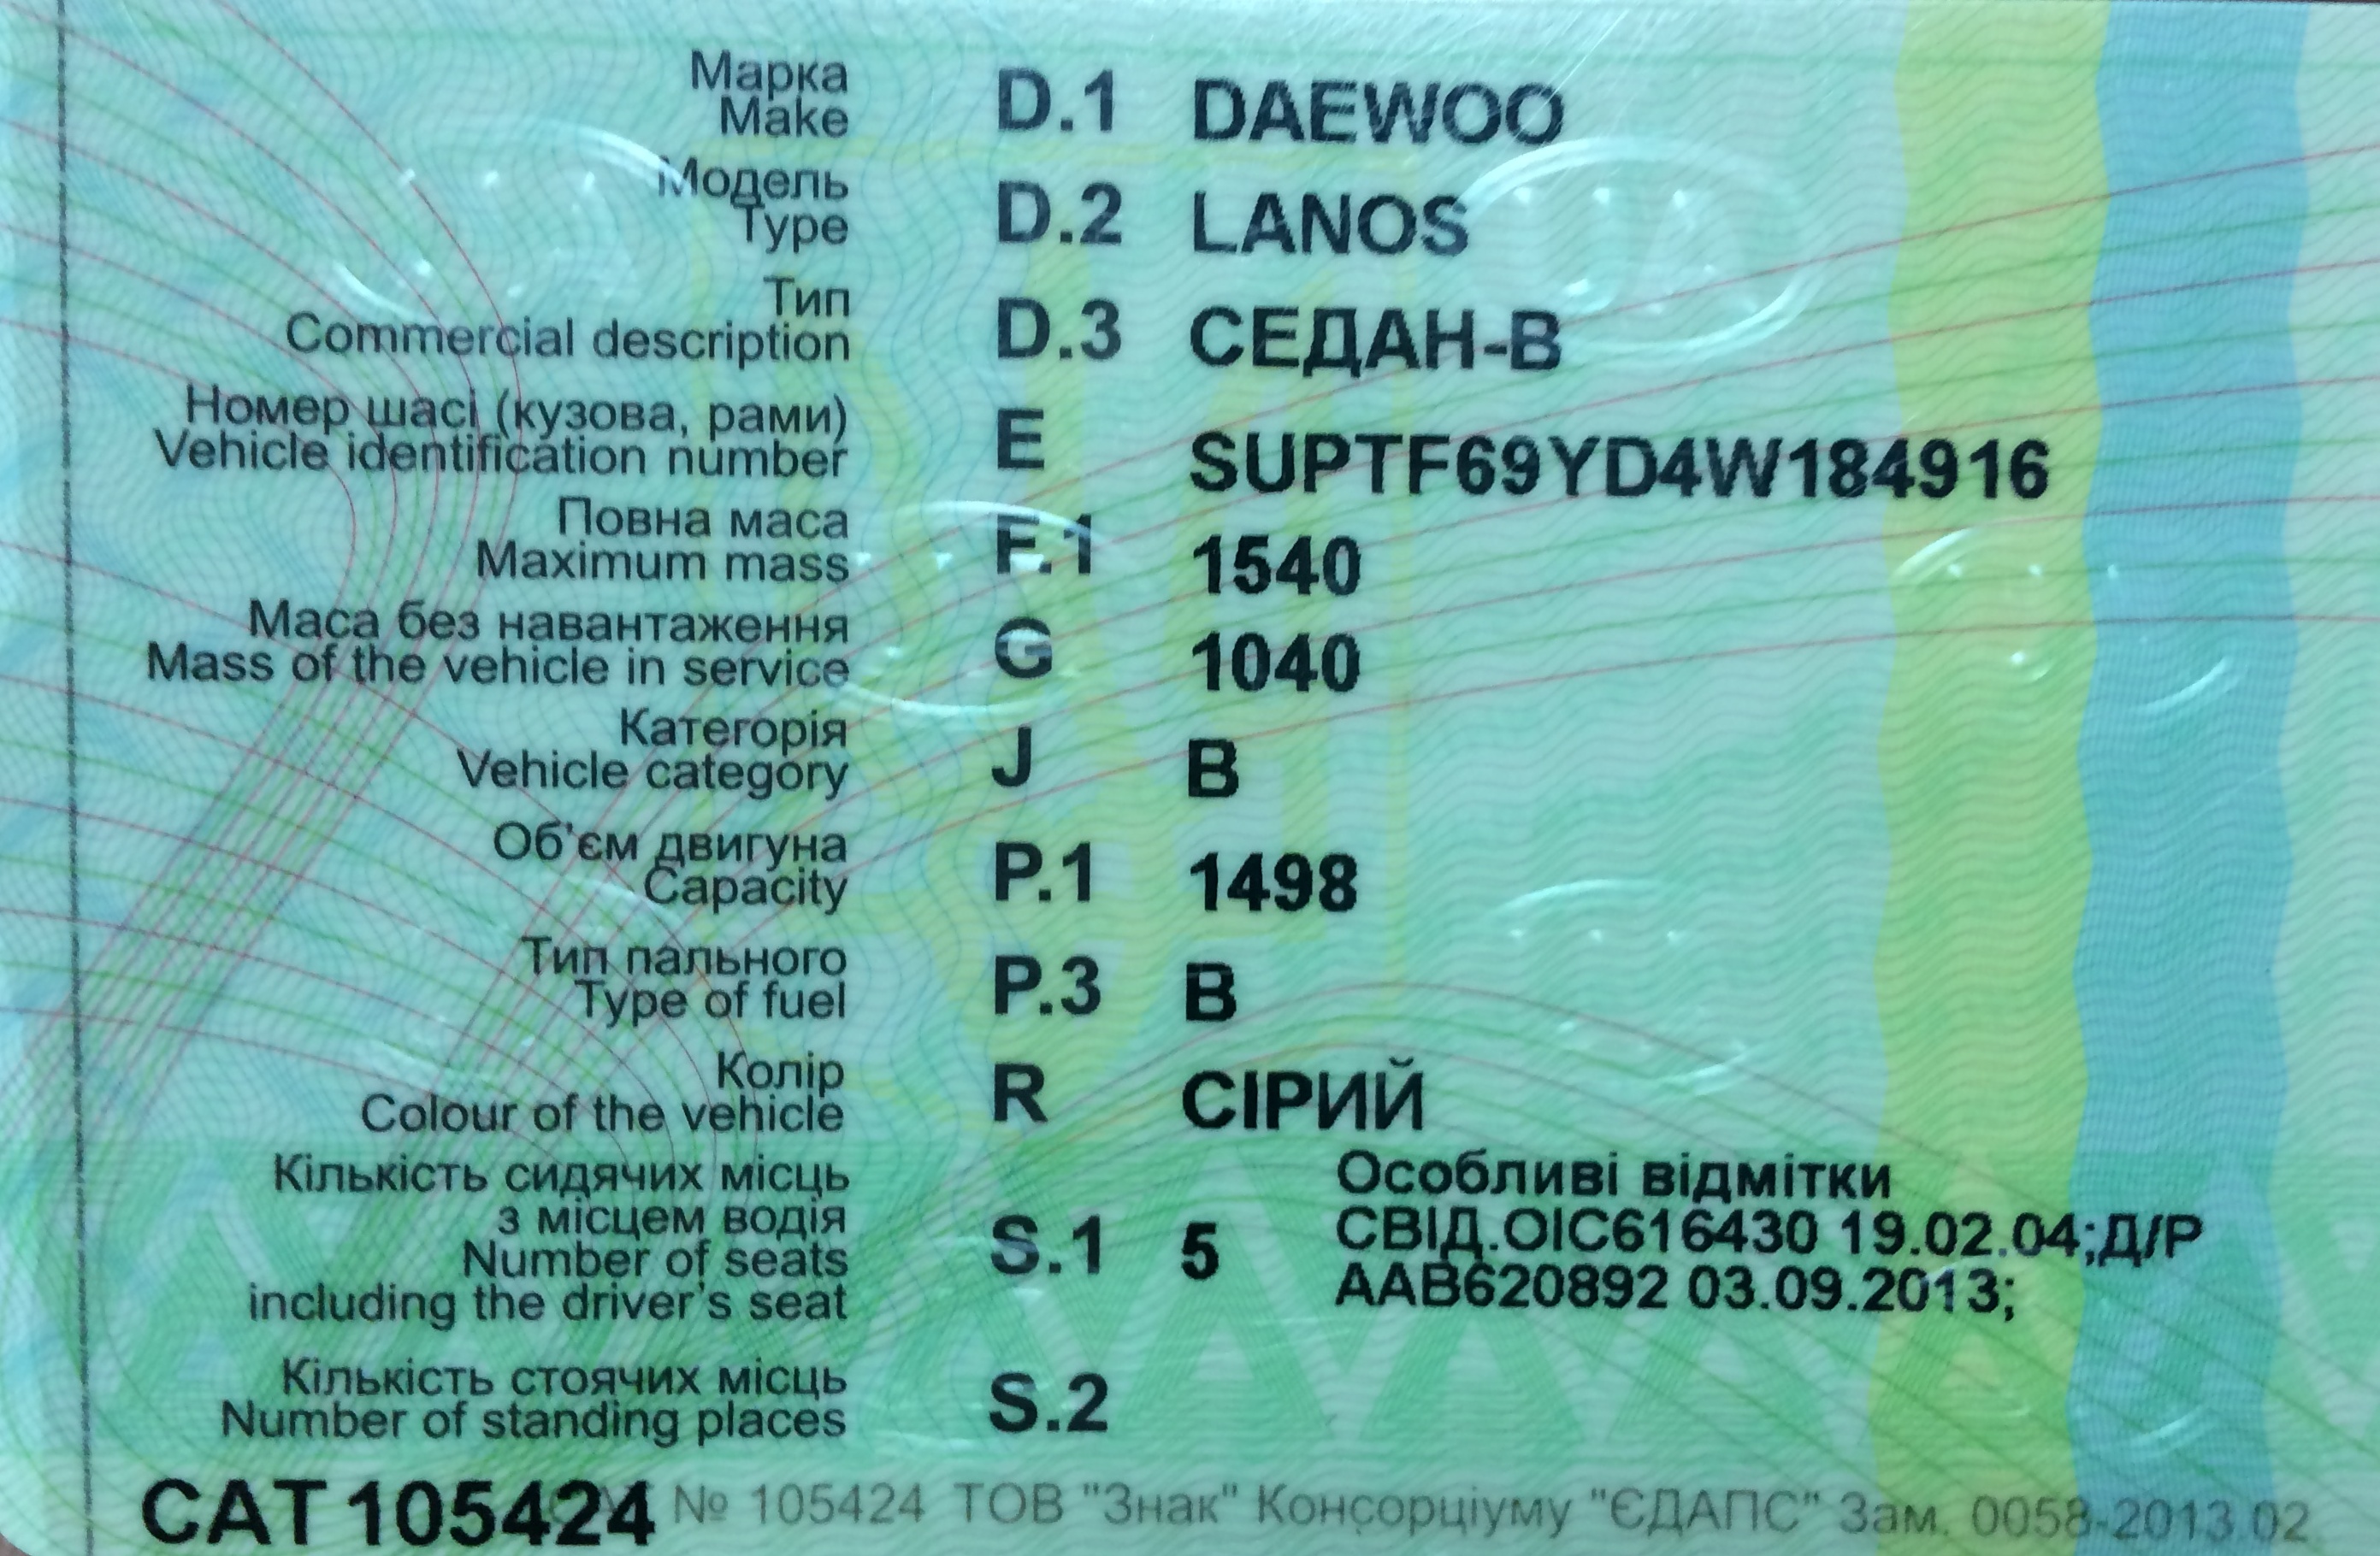 Марка
Make D.1 DAEWOO
Модель
Type D.2 LANOS
Тип
Commercial description D.3 СЕДАН-В
Номер шасі (кузова, рами)
Vehicle identification number E SUPTF69YD4W184916
Повна маса
Maximum mass F.1 1540
Маса без навантаження
Mass of the vehicle in service G 1040
Категорія
Vehicle category J B
Об'єм двигуна
Capacity P.1 1498
Тип пального
Type of fuel P.3 B
Колір
Colour of the vehicle R СІРИЙ
Кількість сидячих місць
з місцем водія
Number of seats
including the driver's seat S.1 5
Особливі відмітки
СВІД.ОІС616430 19.02.04;Д/Р
ААВ620892 03.09.2013;
Кількість стоячих місць
Number of standing places S.2
САТ 105424 № 105424 ТОВ "Знак" Консорціуму "ЄДАПС" Зам. 0058-2013.02